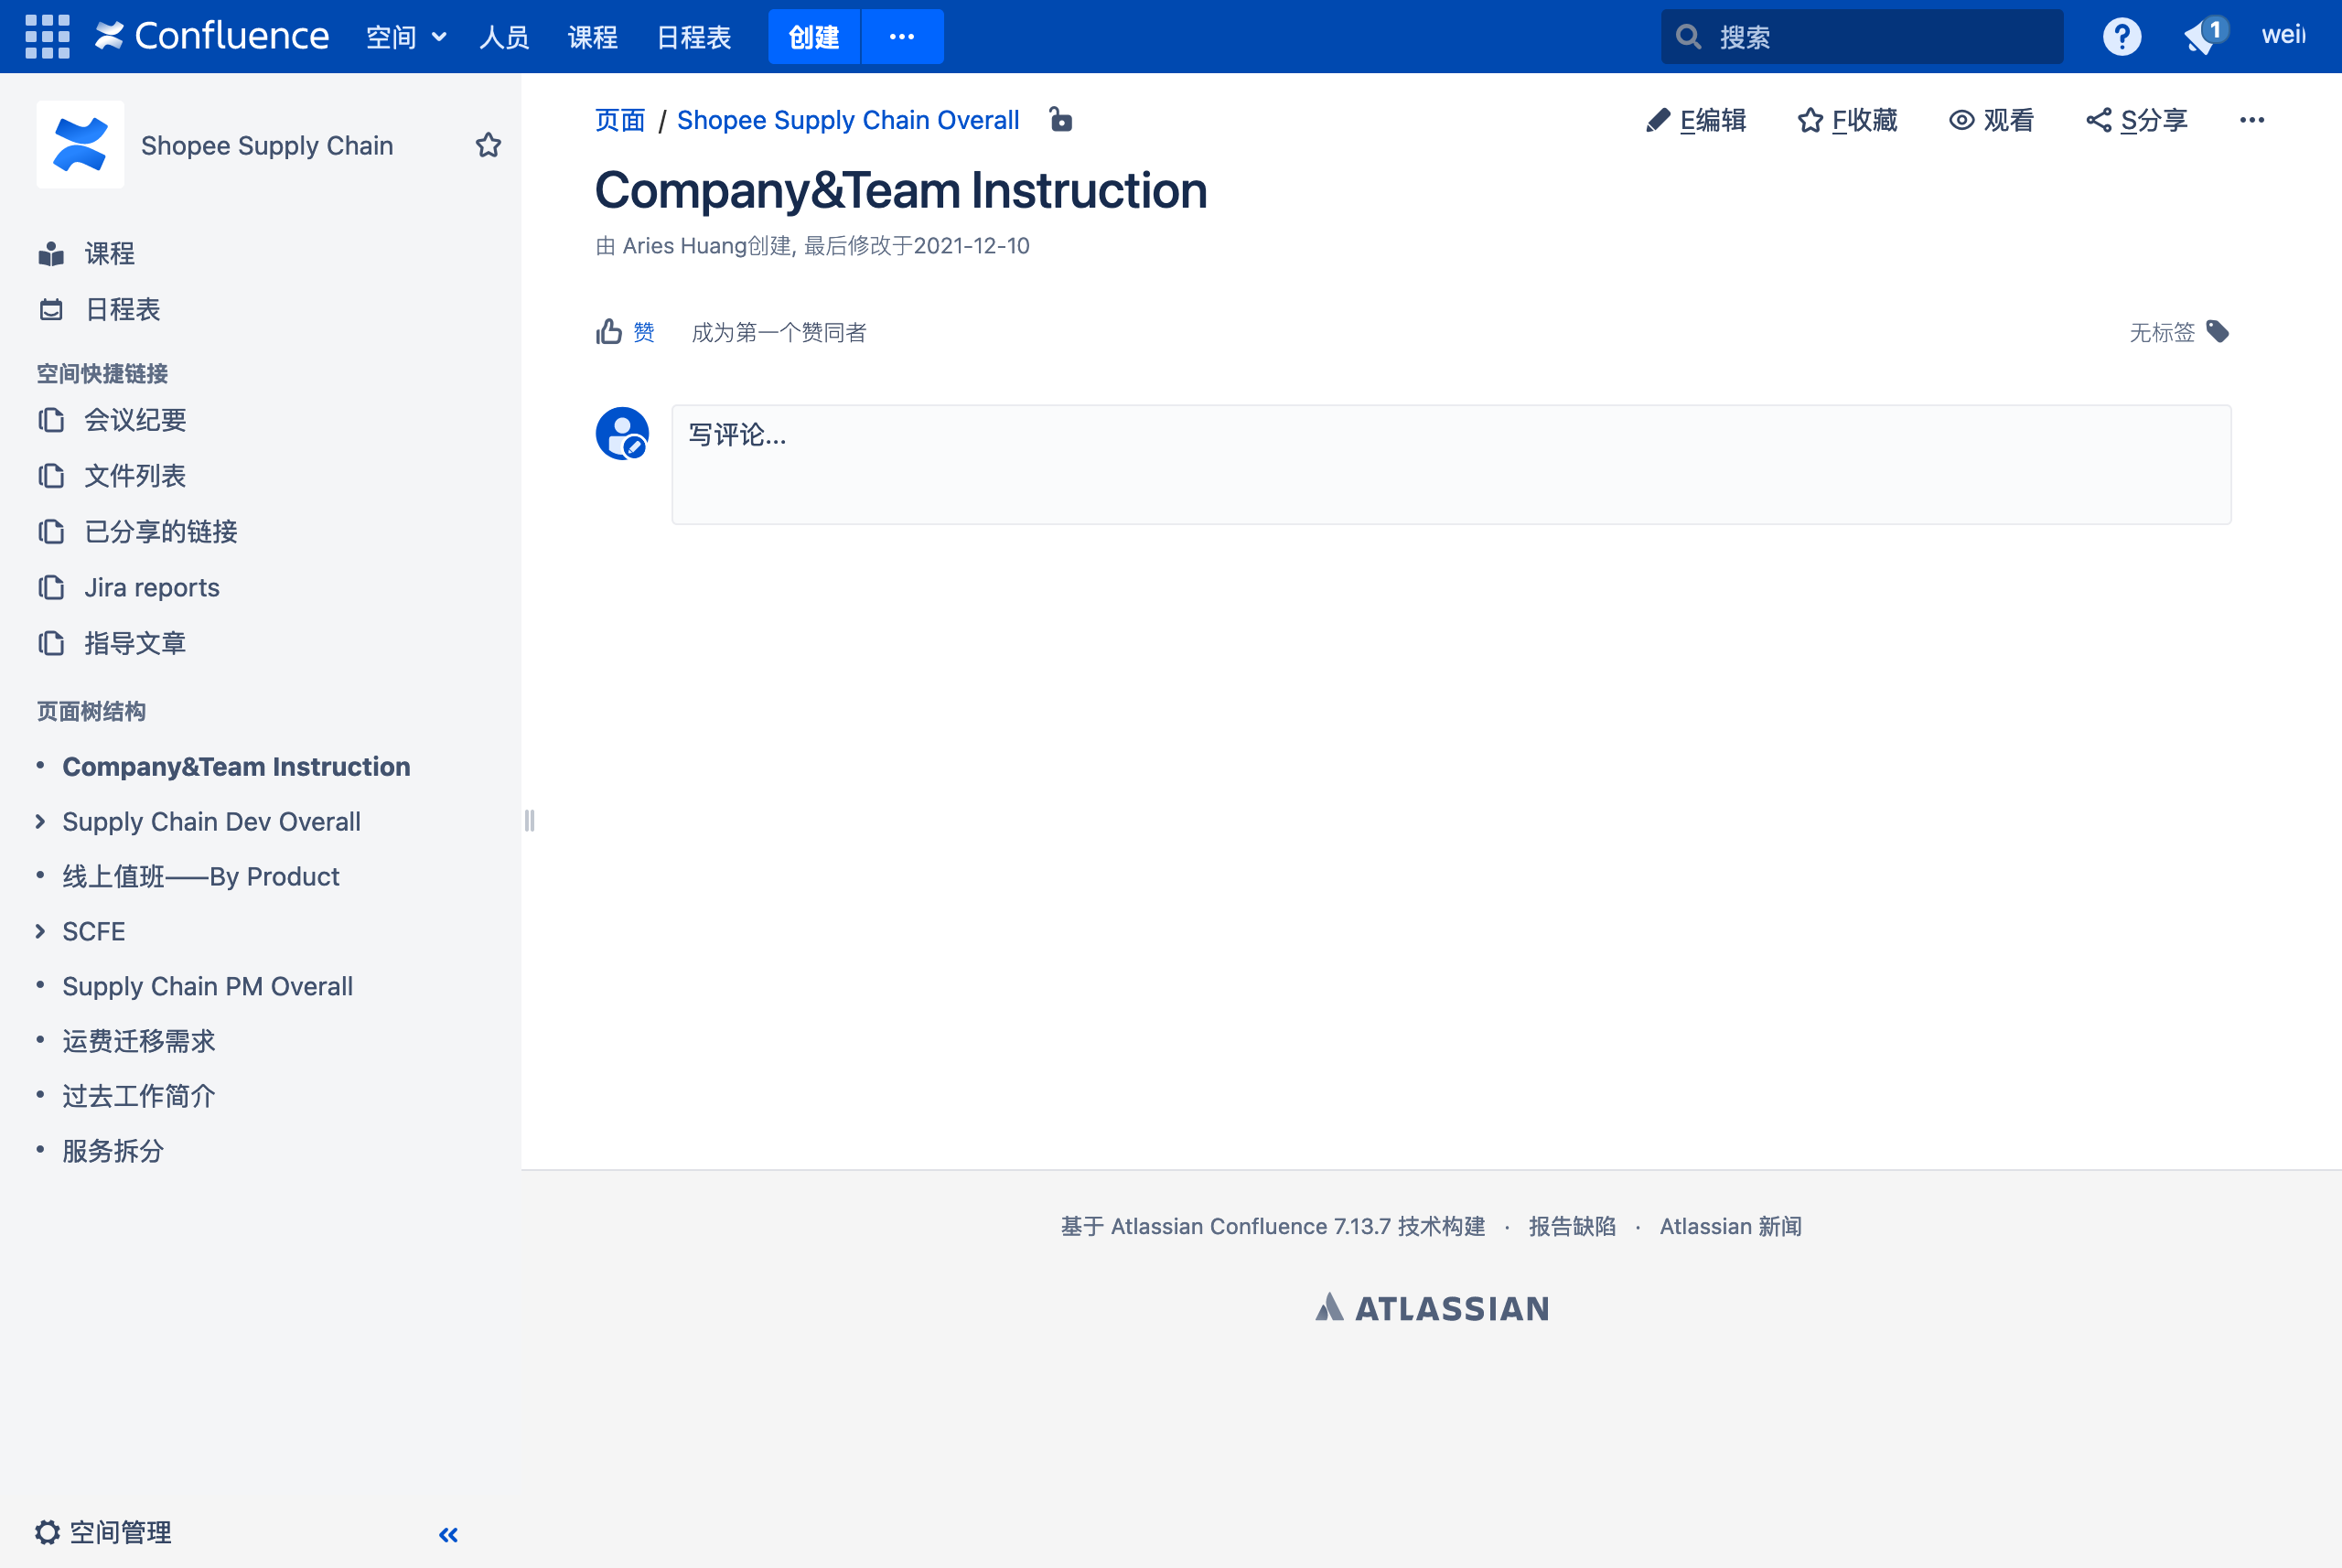 Confluence 空间 人员 课程 日程表 创建 ··· 搜索 ? 1
Shopee Supply Chain
课程
日程表
空间快捷链接
会议纪要
文件列表
已分享的链接
Jira reports
指导文章
页面树结构
• Company&Team Instruction
Supply Chain Dev Overall
• 线上值班——By Product
SCFE
• Supply Chain PM Overall
• 运费迁移需求
• 过去工作简介
• 服务拆分
空间管理
页面 / Shopee Supply Chain Overall
E编辑 F收藏 观看 S分享 ···
Company&Team Instruction
由 Aries Huang创建, 最后修改于2021-12-10
赞 成为第一个赞同者 无标签
写评论...
基于 Atlassian Confluence 7.13.7 技术构建 · 报告缺陷 · Atlassian 新闻
ATLASSIAN